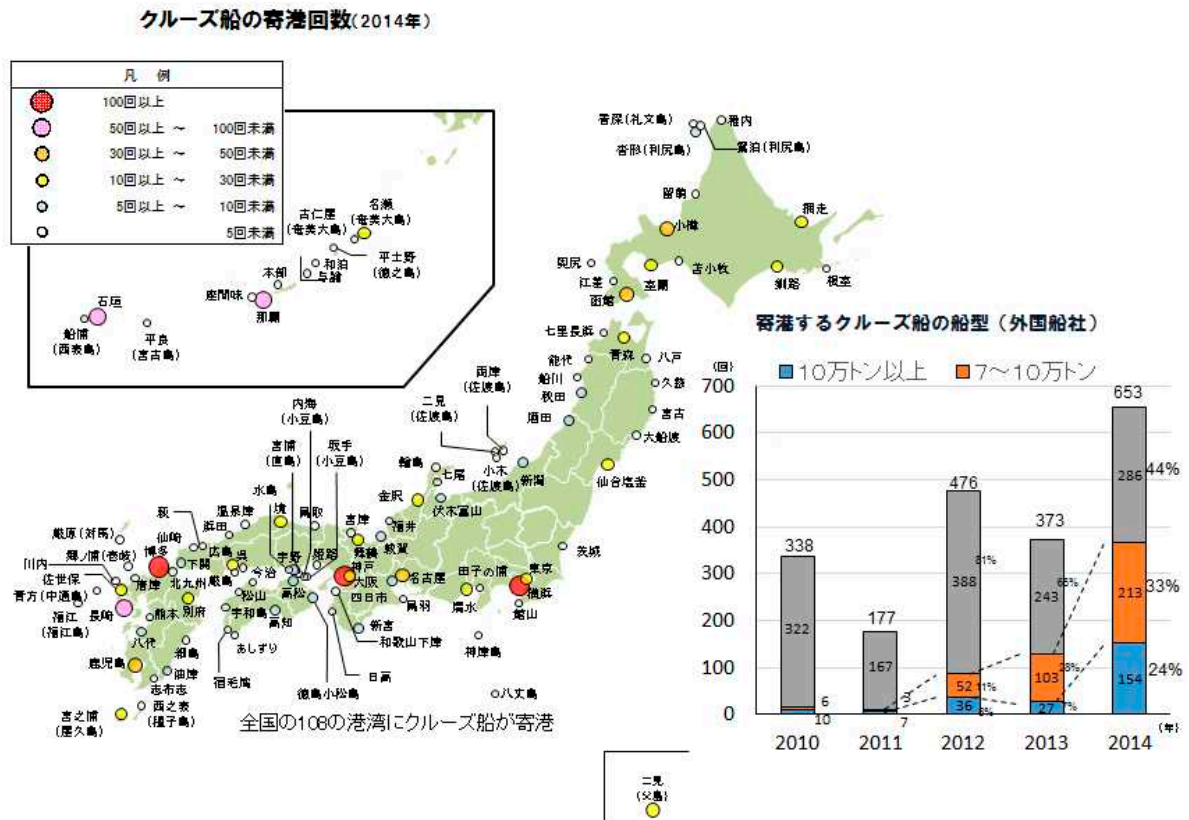 クルーズ船の寄港回数(2014年)
凡 例
100回以上
50回以上 ～ 100回未満
30回以上 ～ 50回未満
10回以上 ～ 30回未満
5回以上 ～ 10回未満
5回未満
古仁屋
(奄美大島)
名瀬
(奄美大島)
平土野
(徳之島)
和泊
与論
本部
座間味
那覇
石垣
船浦
(西表島)
平良
(宮古島)
香深(礼文島)
稚内
沓形(利尻島)
鴛泊(利尻島)
留萌
小樽
網走
奥尻
江差
函館
室蘭
苫小牧
釧路
根室
七里長浜
青森
能代
八戸
船川
秋田
久慈
酒田
宮古
大船渡
両津
(佐渡島)
二見
(佐渡島)
小木
(佐渡島)
新潟
仙台塩釜
内海
(小豆島)
宮浦
(直島)
坂手
(小豆島)
輪島
七尾
金沢
伏木富山
水島
境
鳥取
宮津
福井
舞鶴
敦賀
温泉津
浜田
萩
仙崎
厳原(対馬)
郷ノ浦(壱岐)
博多
川内
佐世保
唐津
下関
北九州
広島
呉
厳島
今治
宇野
姫路
神戸
大阪
名古屋
四日市
田子の浦
清水
東京
横浜
茨城
館山
青方(中通島)
福江
(福江島)
長崎
熊本
別府
松山
宇和島
高松
高知
鳥羽
新宮
和歌山下津
神津島
八代
細島
あしずり
鹿児島
油津
志布志
宿毛湾
日高
徳島小松島
八丈島
宮之浦
(屋久島)
西之表
(種子島)
全国の108の港湾にクルーズ船が寄港
二見
(父島)
寄港するクルーズ船の船型（外国船社）
(回)
10万トン以上
7～10万トン
700
600
500
400
300
200
100
0
338
322
6
10
177
167
3
7
476
81%
388
52
11%
36
8%
373
65%
243
103
28%
27
7%
653
286
44%
213
33%
154
24%
2010
2011
2012
2013
2014
(年)